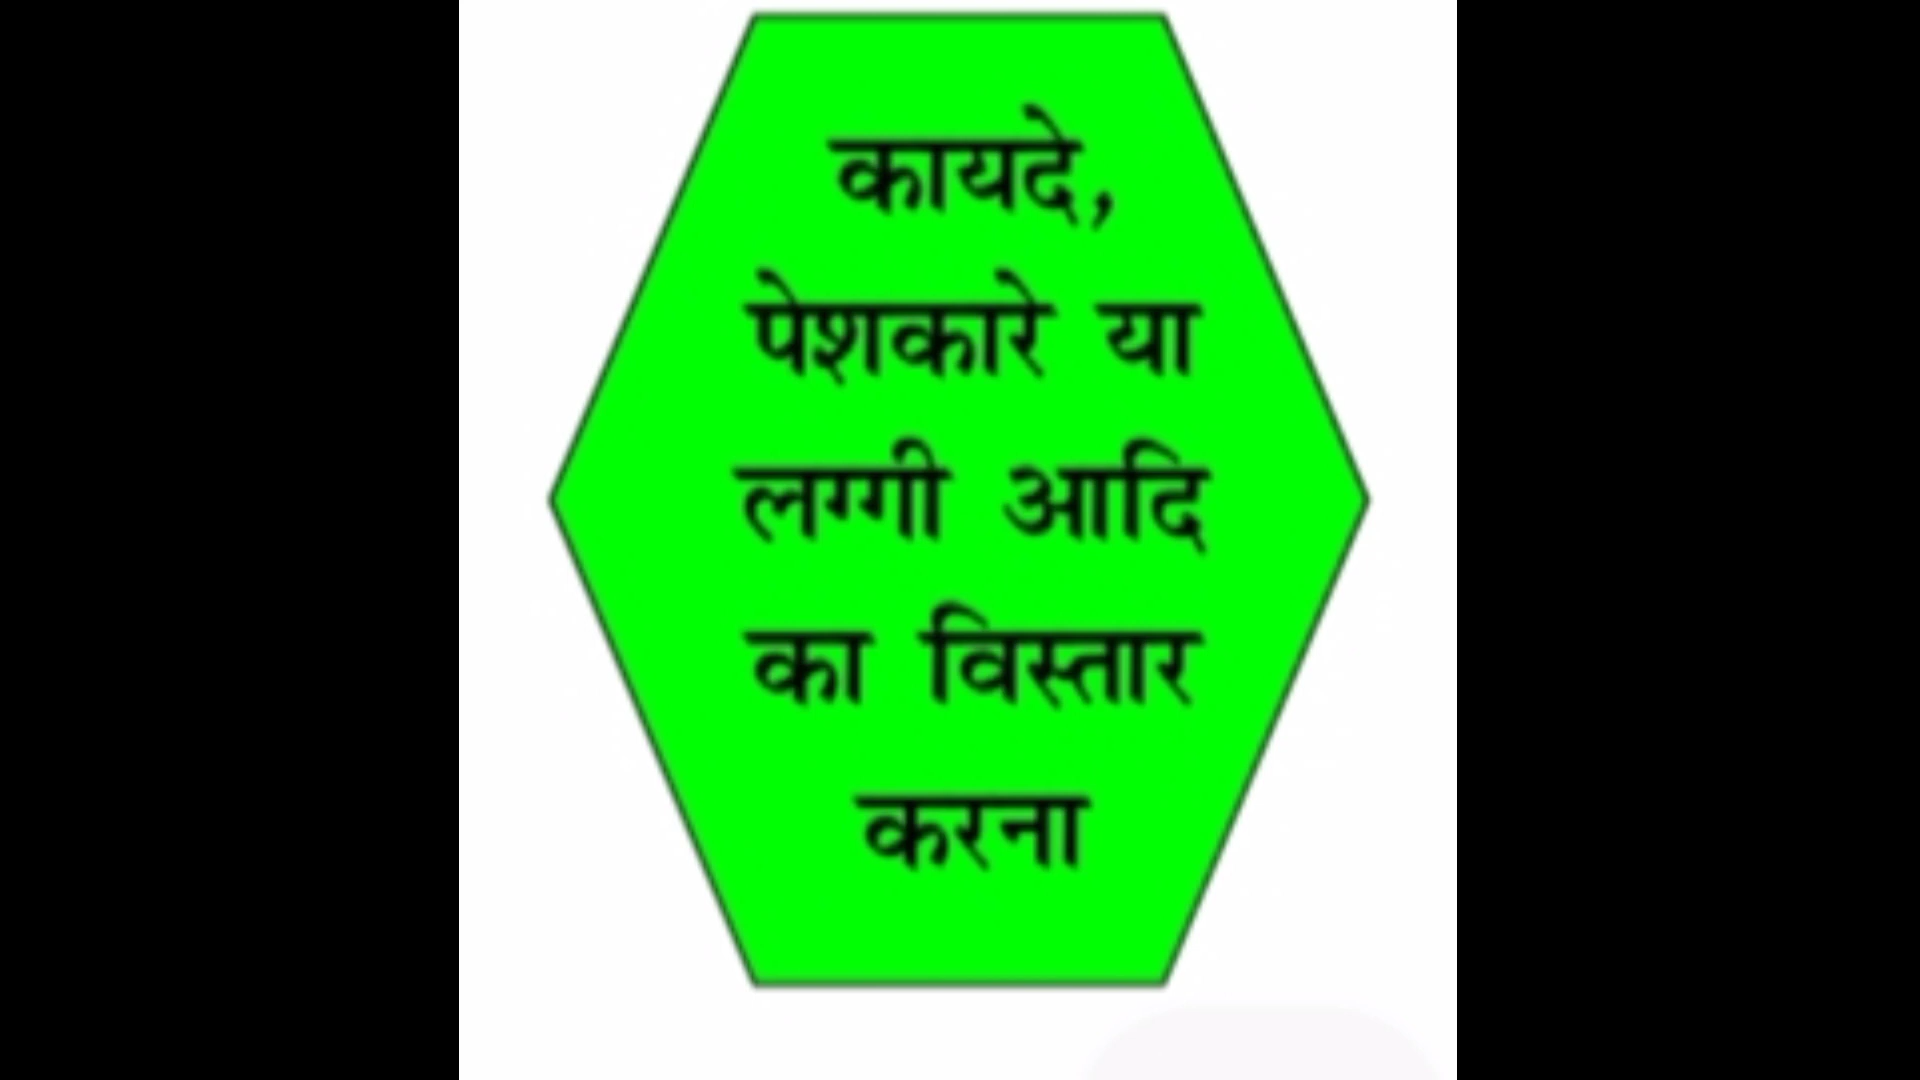 कायदे,
पेशकारे या
लग्गी आदि
का विस्तार
करना